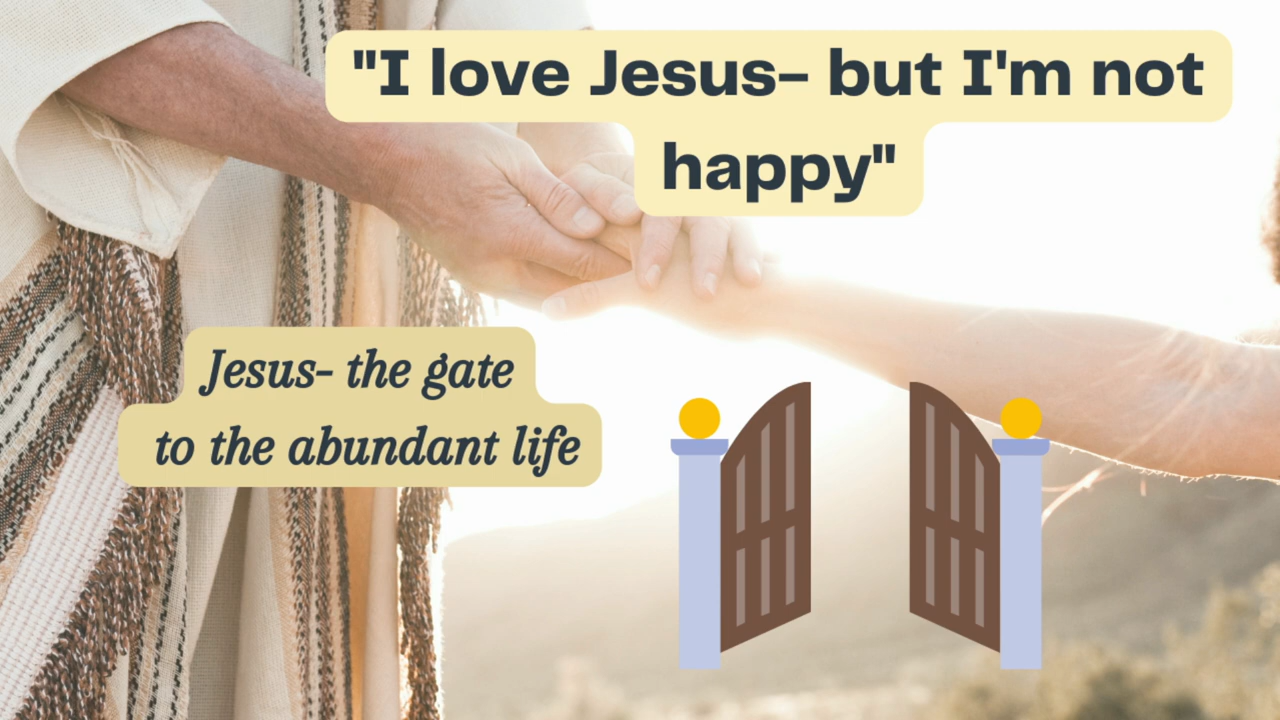 "I love Jesus– but I'm not
happy"
Jesus- the gate
to the abundant life